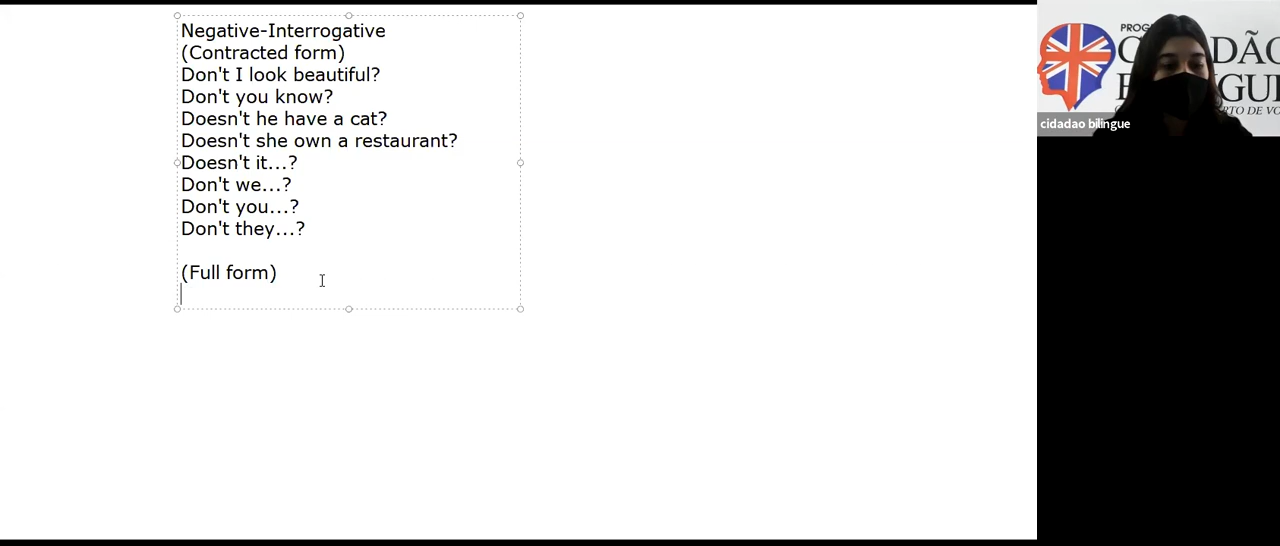 Negative-Interrogative
(Contracted form)
Don't I look beautiful?
Don't you know?
Doesn't he have a cat?
Doesn't she own a restaurant?
Doesn't it...?
Don't we...?
Don't you...?
Don't they...?
(Full form)
cidadao bilingue